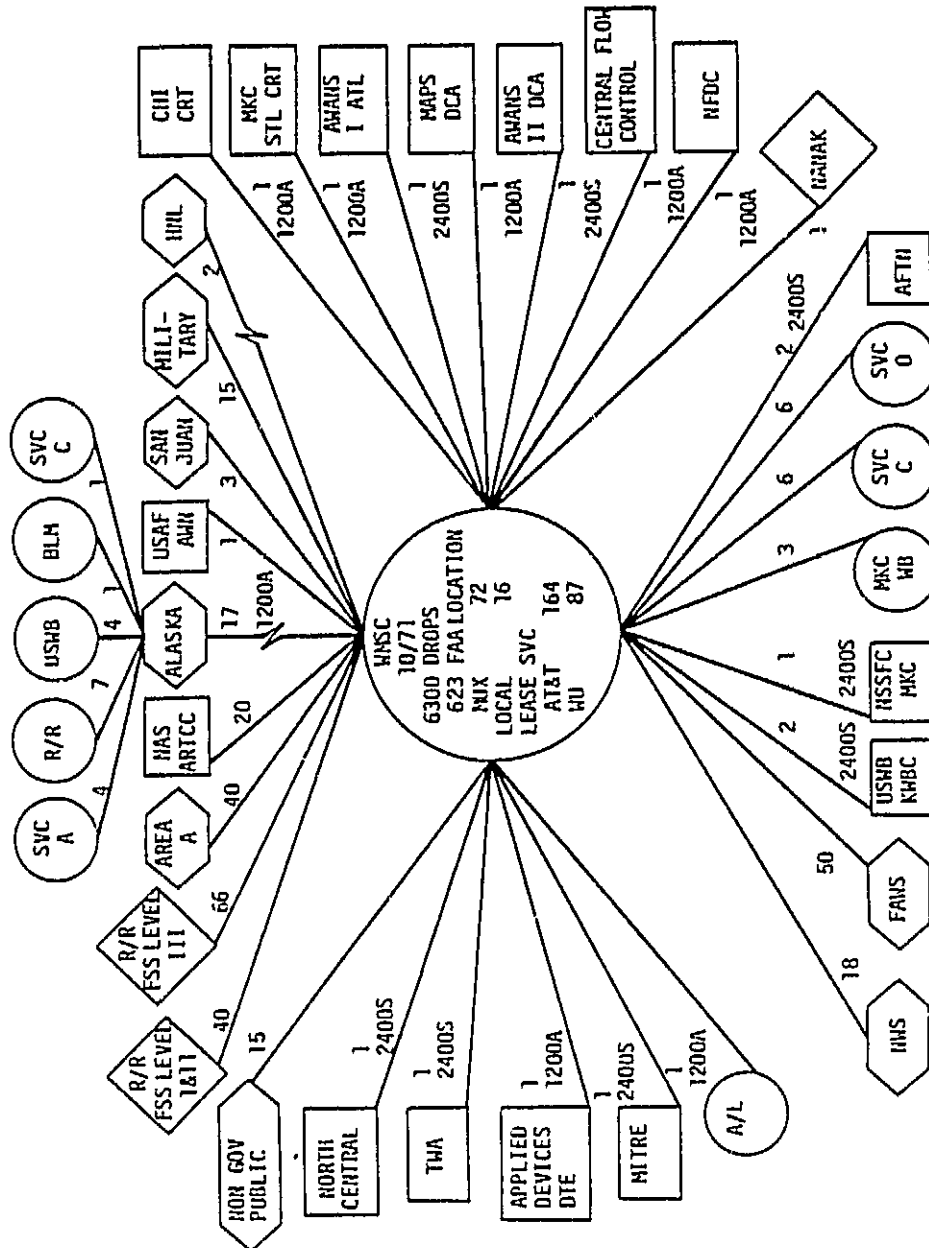 SVC
A
R/R
USWB
BLM
SVC
C
4
7
4
1
1
R/R
FSS LEVEL
I&II
R/R
FSS LEVEL
III
AREA
A
NAS
ARTCC
ALASKA
USAF
AWN
SAN
JUAN
MILI-
TARY
HNL
40
66
40
20
17
1200A
1
3
15
2
NON GOV
PUBLIC
15
NORTH
CENTRAL
1
2400S
TWA
1
2400S
APPLIED
DEVICES
DTE
1
1200A
MITRE
1
2400S
A/L
1
1200A
WMSC
10/71
6300 DROPS
623 FAA LOCATION
MUX 72
LOCAL 16
LEASE SVC
AT&T 164
WU 87
CHI
CRT
1
1200A
MKC
STL CRT
1
1200A
AWANS
I ATL
1
2400S
MAPS
DCA
1
1200A
AWANS
II DCA
1
2400S
CENTRAL FLOW
CONTROL
1
1200A
NFDC
1
1200A
1
NWS
18
FAWS
50
USWB
KWBC
2
2400S
NSSFC
MKC
1
2400S
MKC
WB
3
SVC
C
6
SVC
O
6
AFTN
2
2400S